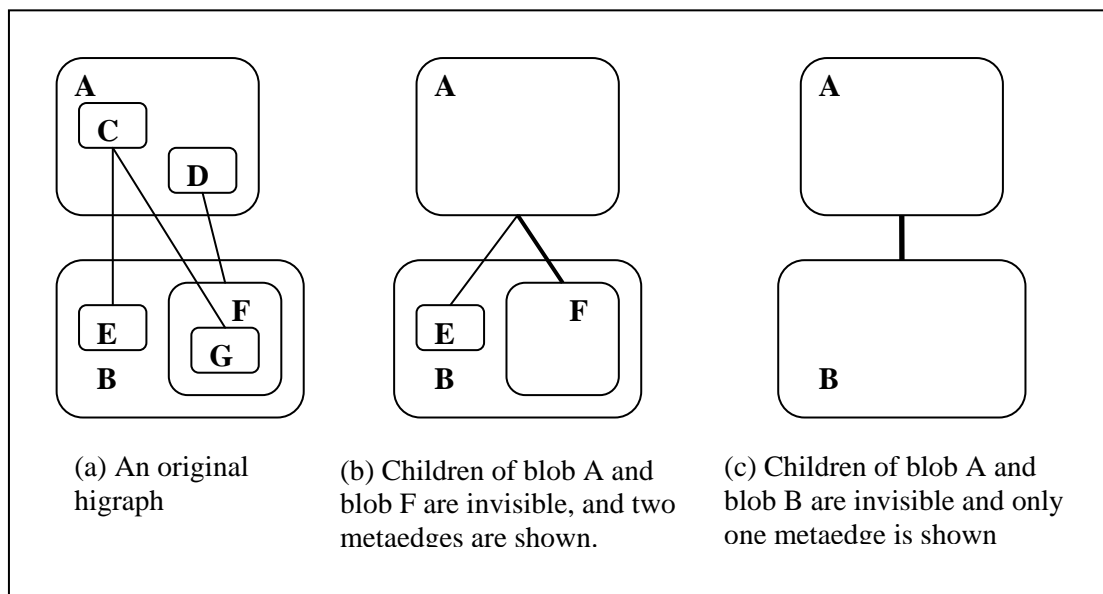 A
C
D
F
E
G
B
A
F
E
B
A
B
(a) An original
higraph
(b) Children of blob A and
blob F are invisible, and two
metaedges are shown.
(c) Children of blob A and
blob B are invisible and only
one metaedge is shown